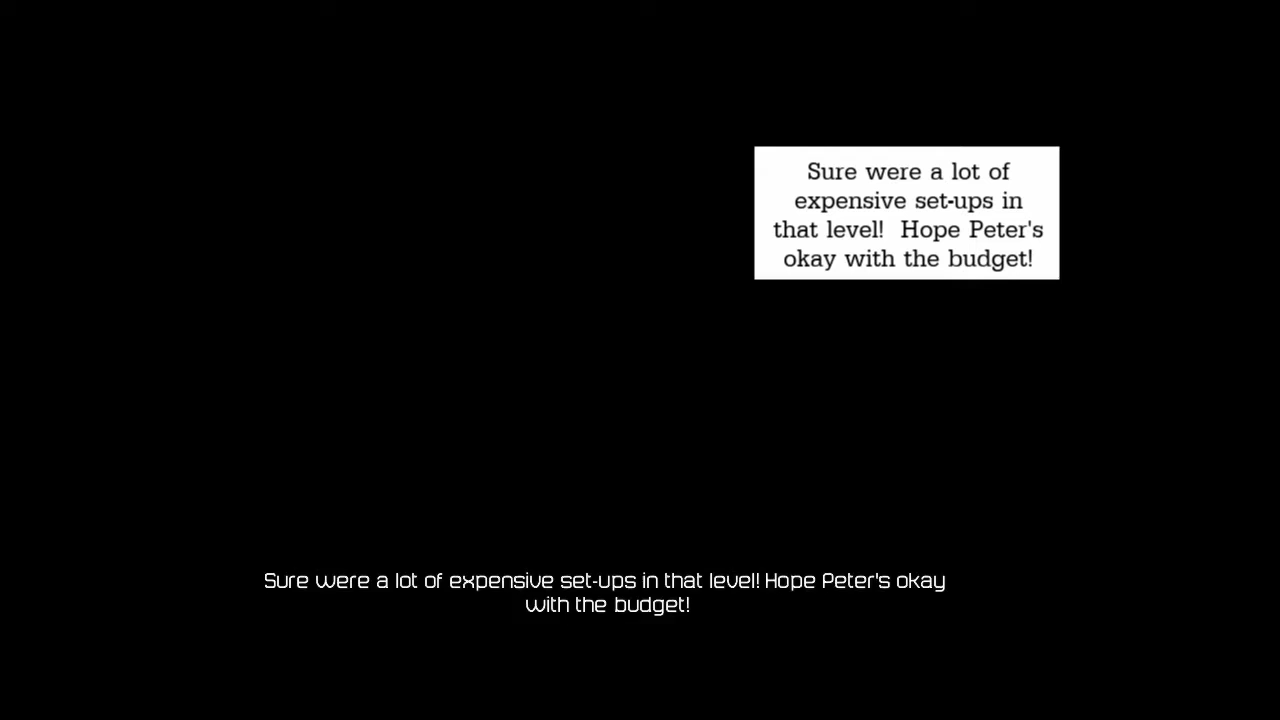 Sure were a lot of
expensive set-ups in
that level!  Hope Peter's
okay with the budget!
Sure were a lot of expensive set-ups in that level! Hope Peter's okay
with the budget!